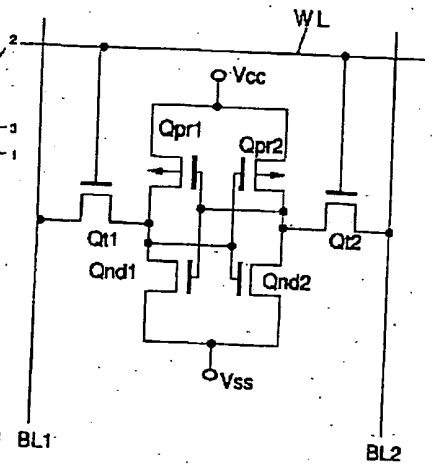 WL
2
Vcc
Qpr1
Qpr2
3
1
Qt1
Qt2
Qnd1
Qnd2
Vss
BL1
BL2